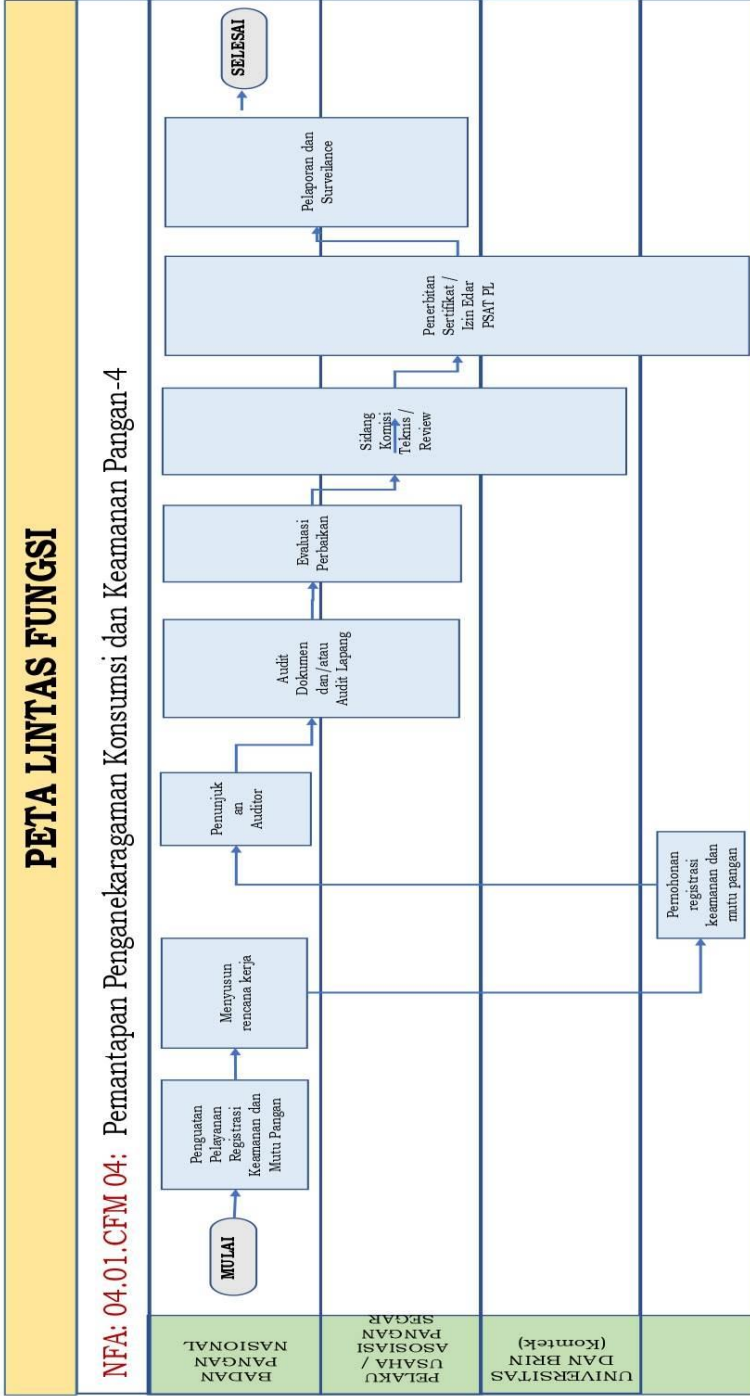 PETA LINTAS FUNGSI
NFA: 04.01.CFM 04: Pemantapan Penganekaragaman Konsumsi dan Keamanan Pangan-4
BADAN
PANGAN
NASIONAL
PELAKU
USAHA /
ASOSIASI
PANGAN
SEGAR
UNIVERSITAS
DAN BRIN
(Komtek)
MULAI
Penguatan
Pelayanan
Registrasi
Keamanan dan
Mutu Pangan
Menyusun
rencana kerja
Pemohonan
registrasi
keamanan dan
mutu pangan
Penunjuk
an
Auditor
Audit
Dokumen
dan/atau
Audit Lapang
Evaluasi
Perbaikan
Sidang
Komisi
Teknis /
Review
Penerbitan
Sertifikat /
Izin Edar
PSAT PL
Pelaporan dan
Surveilance
SELESAI